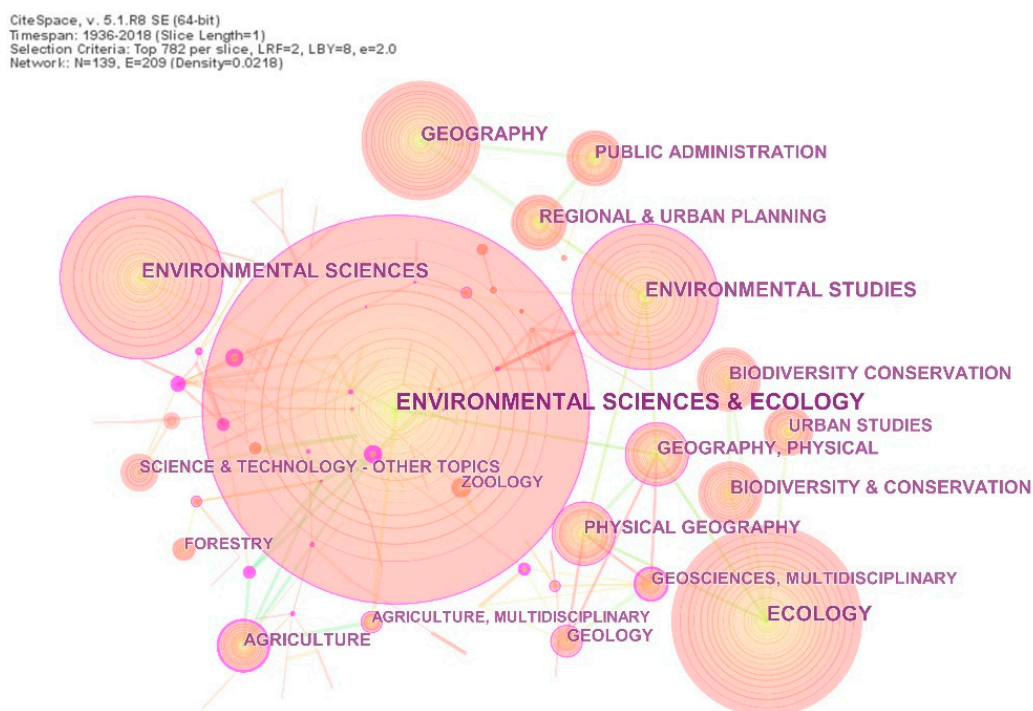 CiteSpace, v. 5.1.R8 SE (64-bit)
Timespan: 1936-2018 (Slice Length=1)
Selection Criteria: Top 782 per slice, LRF=2, LBY=8, e=2.0
Network: N=139, E=209 (Density=0.0218)
GEOGRAPHY
PUBLIC ADMINISTRATION
REGIONAL & URBAN PLANNING
ENVIRONMENTAL SCIENCES
ENVIRONMENTAL STUDIES
BIODIVERSITY CONSERVATION
ENVIRONMENTAL SCIENCES & ECOLOGY
URBAN STUDIES
GEOGRAPHY, PHYSICAL
SCIENCE & TECHNOLOGY - OTHER TOPICS
ZOOLOGY
BIODIVERSITY & CONSERVATION
PHYSICAL GEOGRAPHY
FORESTRY
GEOSCIENCES, MULTIDISCIPLINARY
ECOLOGY
AGRICULTURE, MULTIDISCIPLINARY
GEOLOGY
AGRICULTURE